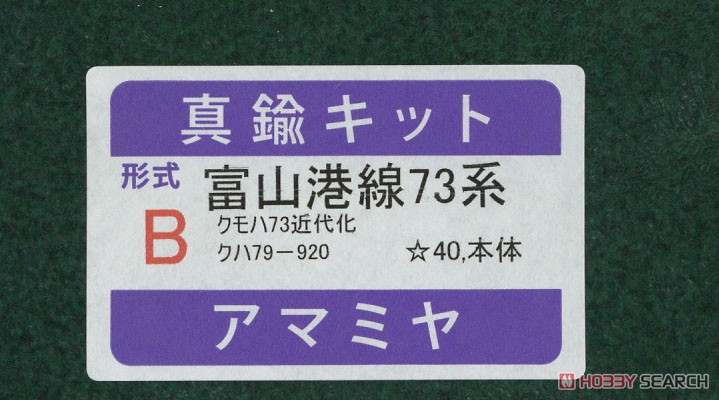 真鍮キット
形式
富山港線73系
B
クモハ73近代化
クハ79－920
☆40,本体
アマミヤ
HOBBY SEARCH